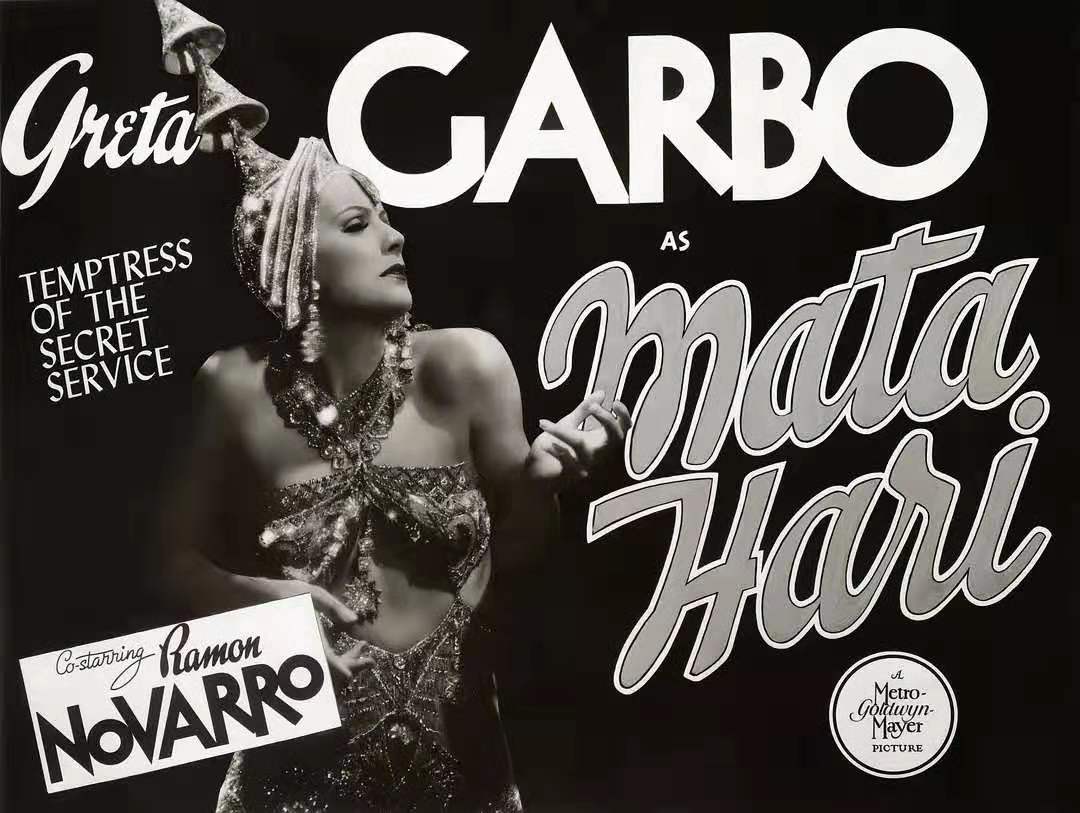 Greta GARBO
AS
Mata
Hari
TEMPTRESS
OF THE
SECRET
SERVICE
Co-starring Ramon
NOVARRO
A
Metro-
Goldwyn-
Mayer
PICTURE